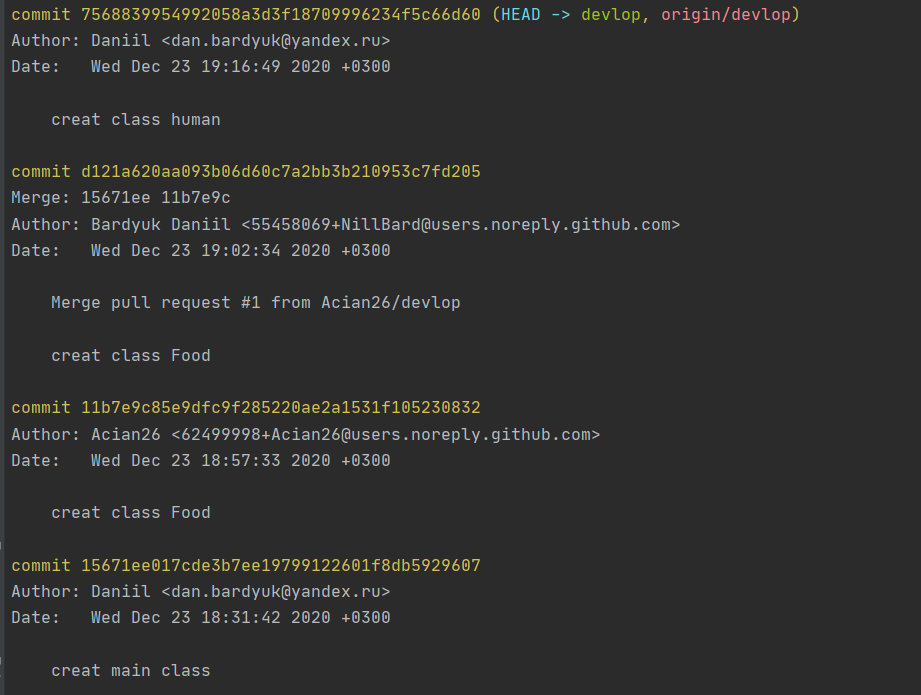 commit 7568839954992058a3d3f18709996234f5c66d60 (HEAD -> devlop, origin/devlop)
Author: Daniil <dan.bardyuk@yandex.ru>
Date:   Wed Dec 23 19:16:49 2020 +0300
creat class human
commit d121a620aa093b06d60c7a2bb3b210953c7fd205
Merge: 15671ee 11b7e9c
Author: Bardyuk Daniil <55458069+NillBard@users.noreply.github.com>
Date:   Wed Dec 23 19:02:34 2020 +0300
Merge pull request #1 from Acian26/devlop
creat class Food
commit 11b7e9c85e9dfc9f285220ae2a1531f105230832
Author: Acian26 <62499998+Acian26@users.noreply.github.com>
Date:   Wed Dec 23 18:57:33 2020 +0300
creat class Food
commit 15671ee017cde3b7ee19799122601f8db5929607
Author: Daniil <dan.bardyuk@yandex.ru>
Date:   Wed Dec 23 18:31:42 2020 +0300
creat main class